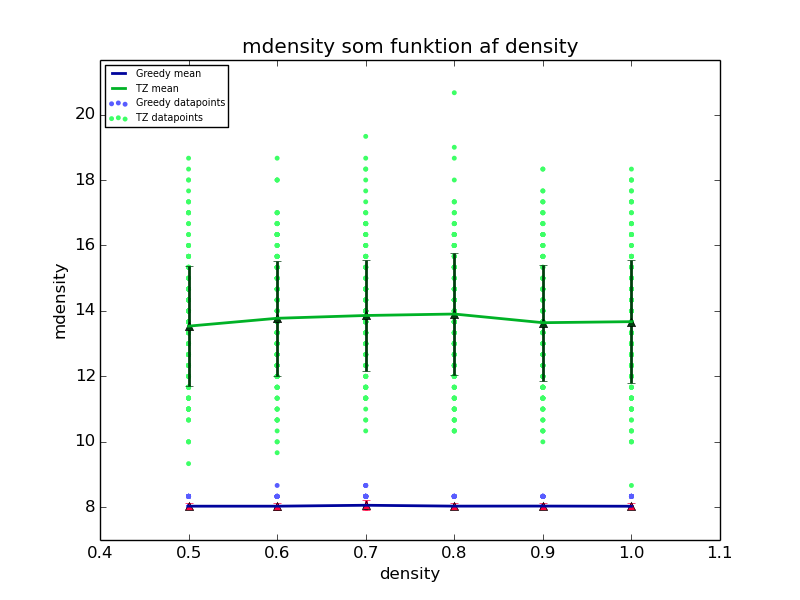 mdensity som funktion af density
Greedy mean
TZ mean
Greedy datapoints
TZ datapoints
mdensity
20
18
16
14
12
10
8
0.4 0.5 0.6 0.7 0.8 0.9 1.0 1.1
density